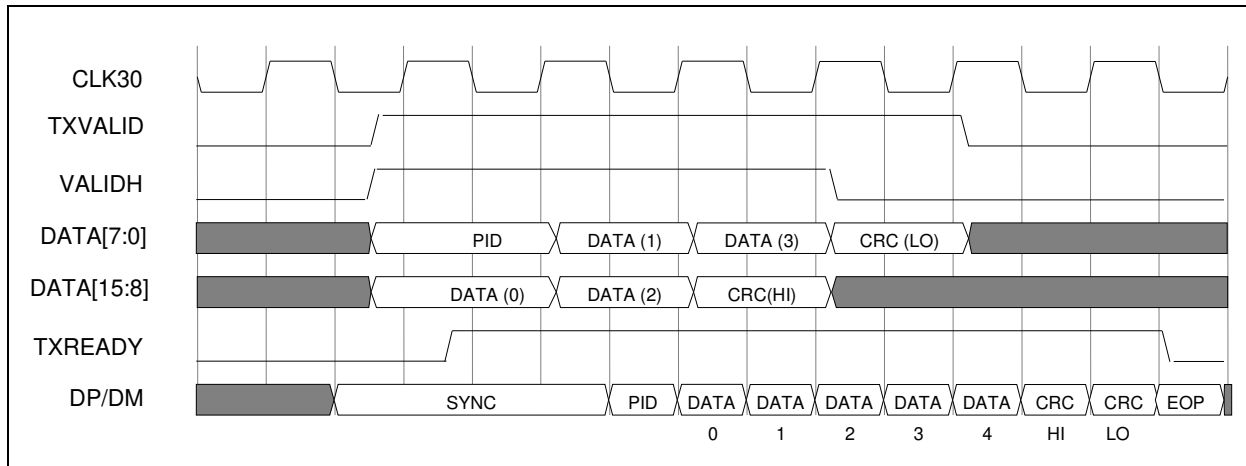 CLK30
TXVALID
VALIDH
DATA[7:0] PID DATA (1) DATA (3) CRC (LO)
DATA[15:8] DATA (0) DATA (2) CRC(HI)
TXREADY
DP/DM SYNC PID DATA DATA DATA DATA DATA CRC CRC EOP
0 1 2 3 4 HI LO